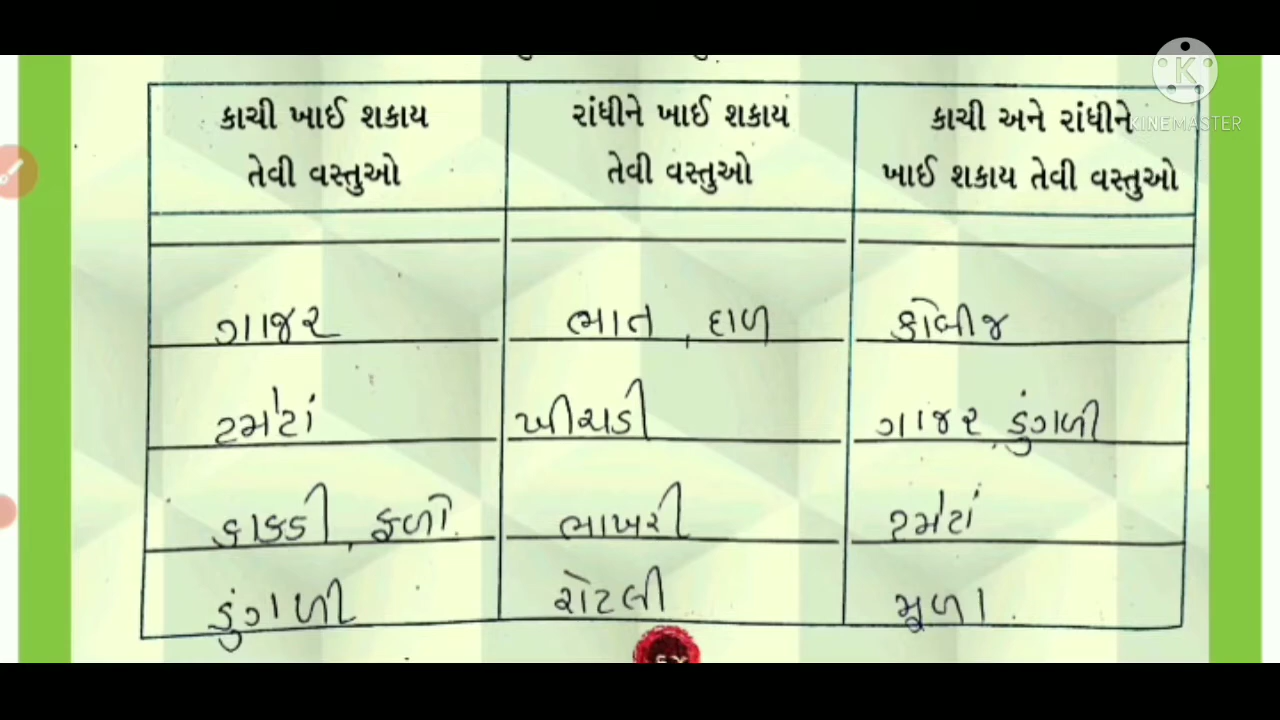 કાચી ખાઈ શકાય
તેવી વસ્તુઓ
રાંધીને ખાઈ શકાય
તેવી વસ્તુઓ
કાચી અને રાંધીને
ખાઈ શકાય તેવી વસ્તુઓ
ગાજર
ભાત , દાળ
કોબીજ
ટમેટાં
ખીચડી
ગાજર, ડુંગળી
કાકડી , ફળો.
ભાખરી
ટમેટાં
ડુંગળી
રોટલી
મૂળા.
KINEMASTER